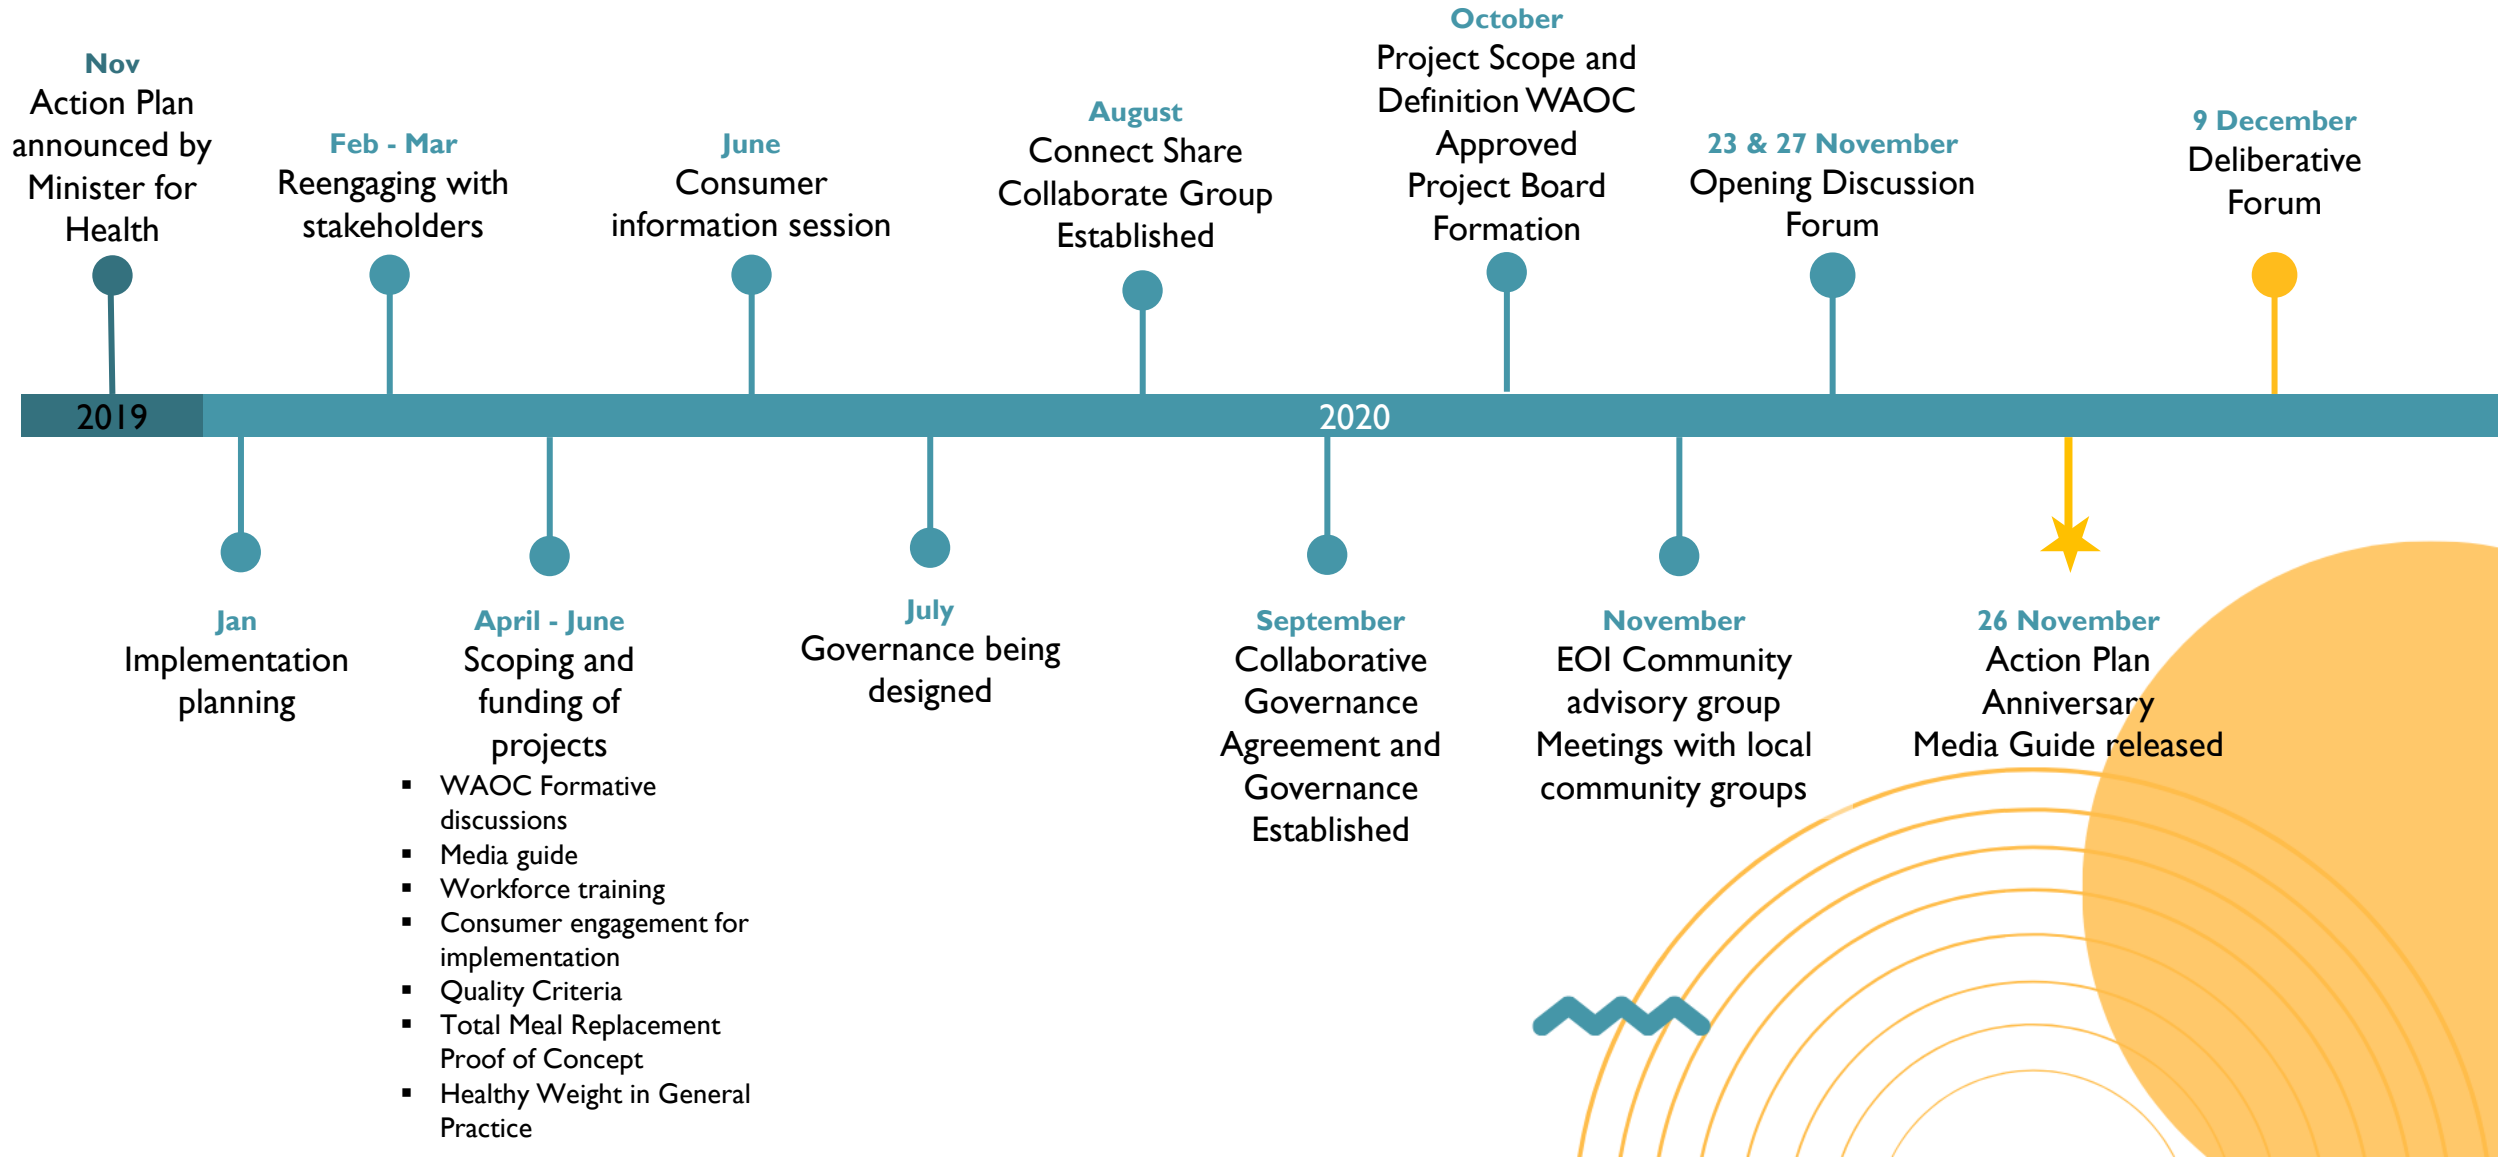 Nov
Action Plan
announced by
Minister for
Health
Feb - Mar
Reengaging with
stakeholders
June
Consumer
information session
August
Connect Share
Collaborate Group
Established
October
Project Scope and
Definition WAOC
Approved
Project Board
Formation
23 & 27 November
Opening Discussion
Forum
9 December
Deliberative
Forum
2019
2020
Jan
Implementation
planning
April - June
Scoping and
funding of
projects
▪ WAOC Formative
discussions
▪ Media guide
▪ Workforce training
▪ Consumer engagement for
implementation
▪ Quality Criteria
▪ Total Meal Replacement
Proof of Concept
▪ Healthy Weight in General
Practice
July
Governance being
designed
September
Collaborative
Governance
Agreement and
Governance
Established
November
EOI Community
advisory group
Meetings with local
community groups
26 November
Action Plan
Anniversary
Media Guide released